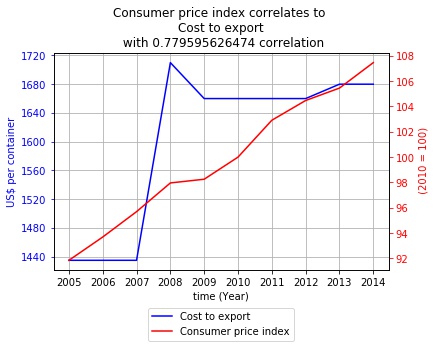 Consumer price index correlates to
Cost to export
with 0.779595626474 correlation
1720
1680
1640
1600
1560
1520
1480
1440
US$ per container
108
106
104
102
100
98
96
94
92
(2010 = 100)
2005 2006 2007 2008 2009 2010 2011 2012 2013 2014
time (Year)
Cost to export
Consumer price index